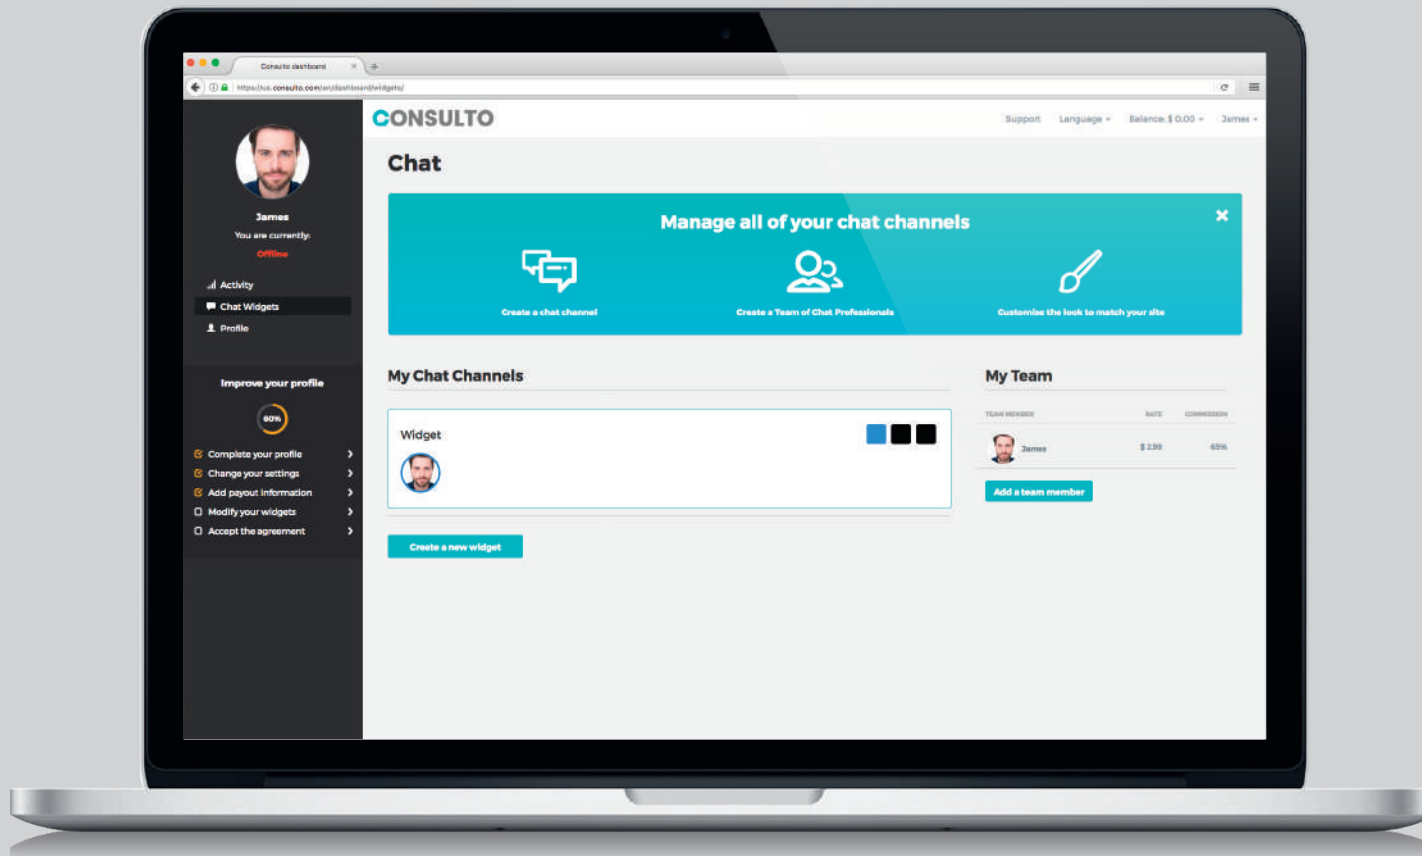 Consulto dashboard
https://us.consulto.com/en/dashboard/widgets/
CONSULTO
Support Language Balance: $ 0.00 James
James
You are currently:
Offline
Activity
Chat Widgets
Profile
Improve your profile
60%
Complete your profile
Change your settings
Add payout information
Modify your widgets
Accept the agreement
Chat
Manage all of your chat channels
Create a chat channel
Create a Team of Chat Professionals
Customise the look to match your site
My Chat Channels
Widget
Create a new widget
My Team
TEAM MEMBER RATE COMMISSION
James $ 2.99 65%
Add a team member